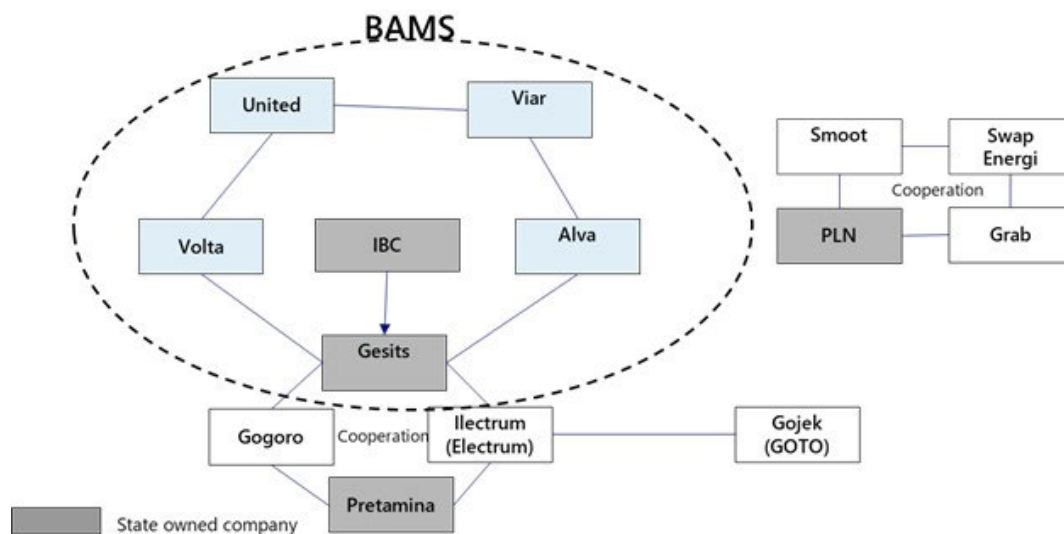 BAMS
United
Viar
Smoot
Swap
Energi
Cooperation
Volta
IBC
Alva
PLN
Grab
Gesits
Gogoro
Cooperation
Ilectrum
(Electrum)
Gojek
(GOTO)
Pretamina
State owned company